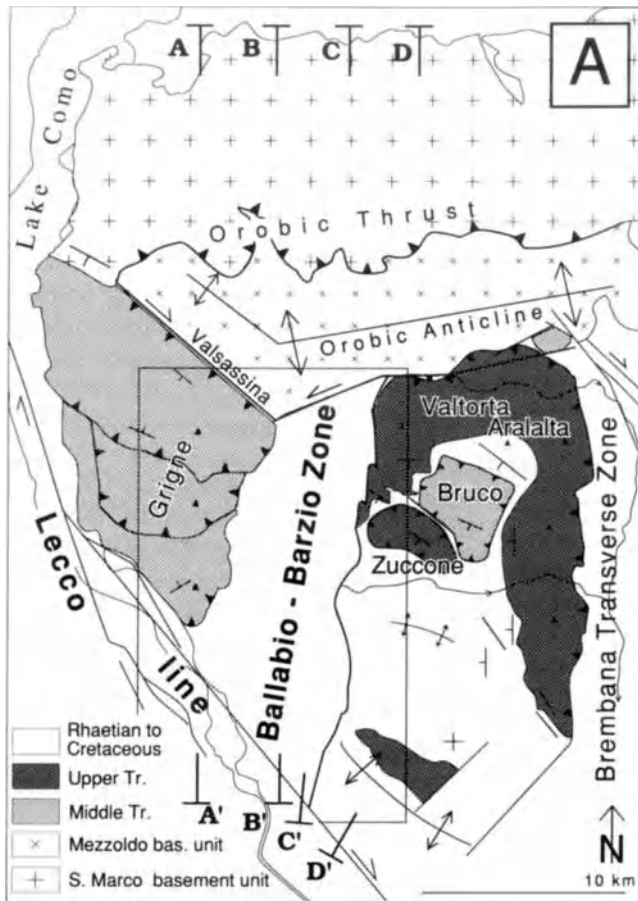 A B C D
A
Lake Como
Orobic Thrust
Orobic Anticline
Valsassina
Valtorta
Aralalta
Bruco
Grigne
Zuccone
Ballabio - Barzio Zone
Brembana Transverse Zone
Lecco
line
Rhaetian to
Cretaceous
Upper Tr.
Middle Tr.
Mezzoldo bas. unit
S. Marco basement unit
A'
B'
C'
D'
N
10 km